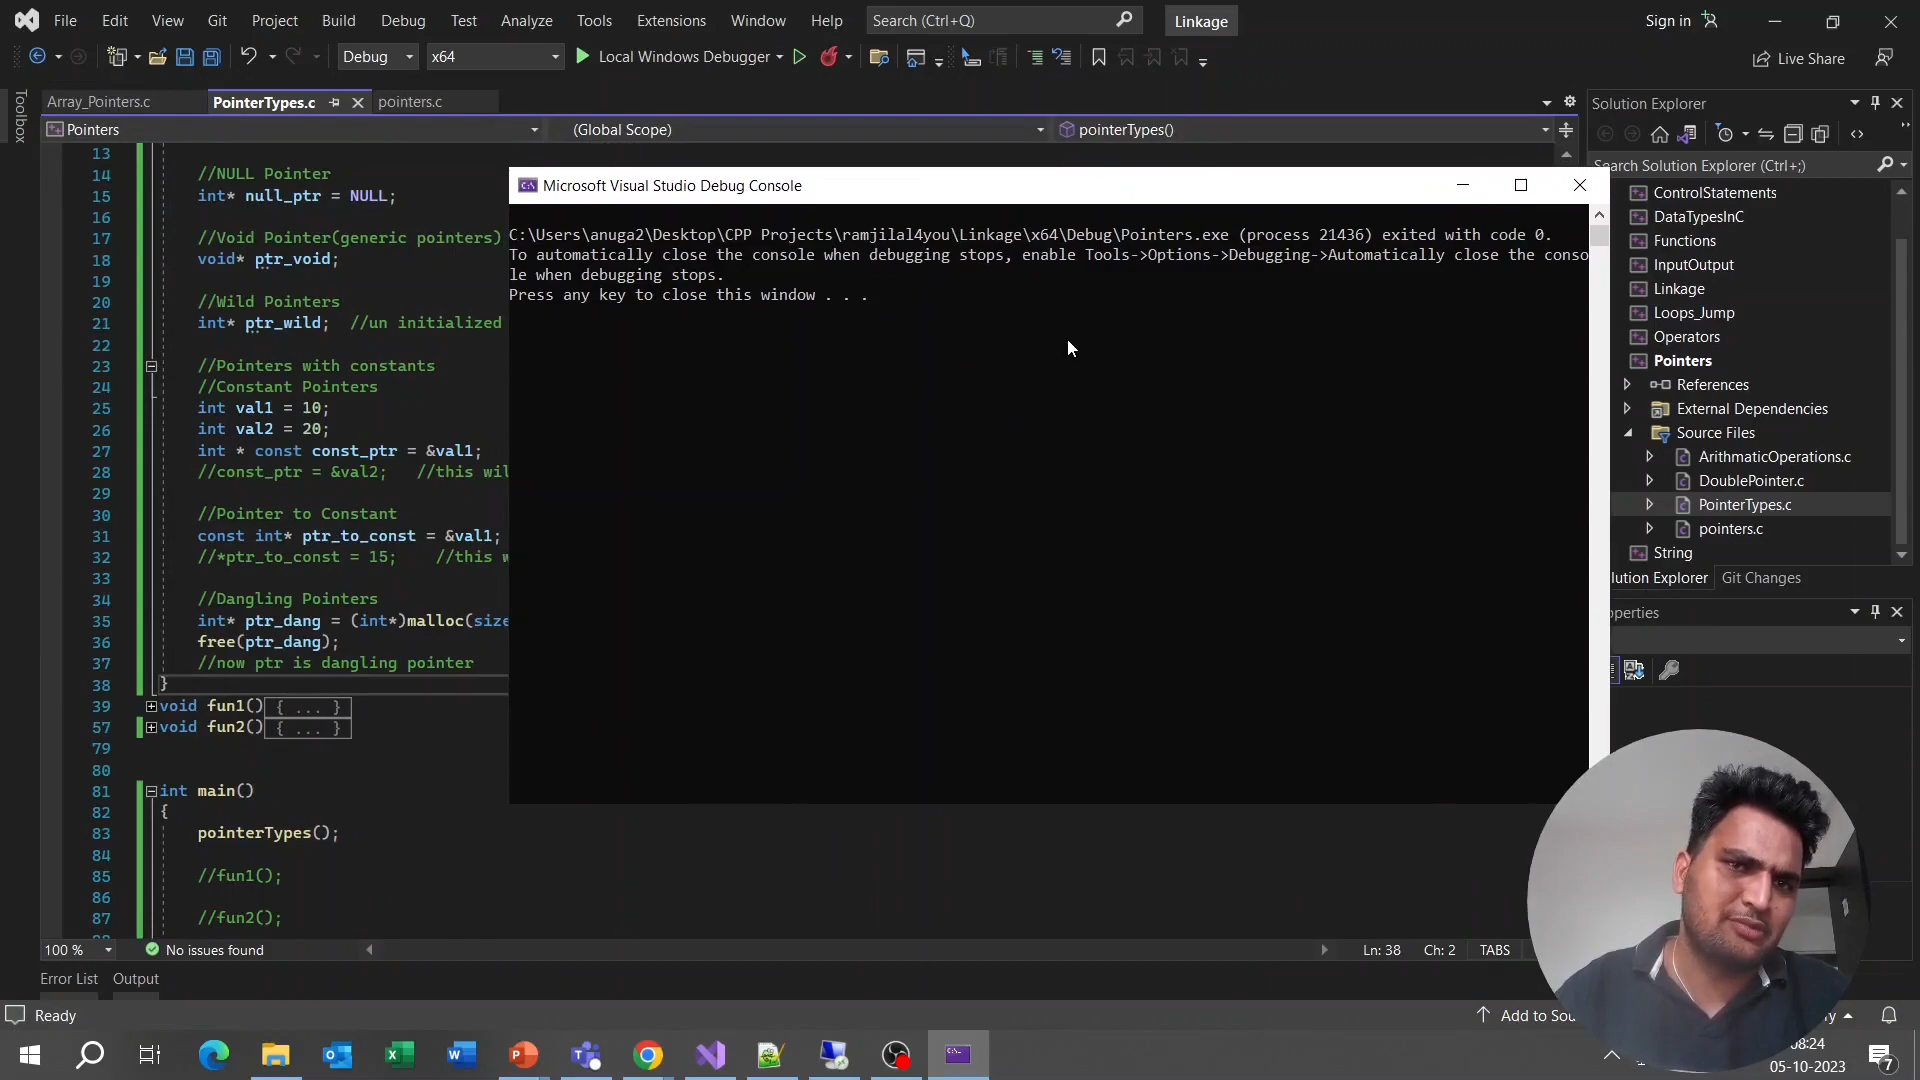 File Edit View Git Project Build Debug Test Analyze Tools Extensions Window Help Search (Ctrl+Q) Linkage Sign in
Debug x64 Local Windows Debugger Live Share
Toolbox
Array_Pointers.c PointerTypes.c pointers.c
Pointers (Global Scope) pointerTypes()
13
14 //NULL Pointer
15 int* null_ptr = NULL;
16
17 //Void Pointer(generic pointers)
18 void* ptr_void;
19
20 //Wild Pointers
21 int* ptr_wild; //un initialized
22
23 //Pointers with constants
24 //Constant Pointers
25 int val1 = 10;
26 int val2 = 20;
27 int * const const_ptr = &val1;
28 //const_ptr = &val2; //this wil
29
30 //Pointer to Constant
31 const int* ptr_to_const = &val1;
32 //*ptr_to_const = 15; //this w
33
34 //Dangling Pointers
35 int* ptr_dang = (int*)malloc(size
36 free(ptr_dang);
37 //now ptr is dangling pointer
38 }
39 void fun1() { ... }
57 void fun2() { ... }
79
80
81 int main()
82 {
83 pointerTypes();
84
85 //fun1();
86
87 //fun2();
100 % No issues found Ln: 38 Ch: 2 TABS
Error List Output
Ready Add to Sou
Microsoft Visual Studio Debug Console
C:\Users\anuga2\Desktop\CPP Projects\ramjilal4you\Linkage\x64\Debug\Pointers.exe (process 21436) exited with code 0.
To automatically close the console when debugging stops, enable Tools->Options->Debugging->Automatically close the conso
le when debugging stops.
Press any key to close this window . . .
Solution Explorer
Search Solution Explorer (Ctrl+;)
ControlStatements
DataTypesInC
Functions
InputOutput
Linkage
Loops_Jump
Operators
Pointers
References
External Dependencies
Source Files
ArithmaticOperations.c
DoublePointer.c
PointerTypes.c
pointers.c
String
lution Explorer Git Changes
operties
08:24
05-10-2023
7